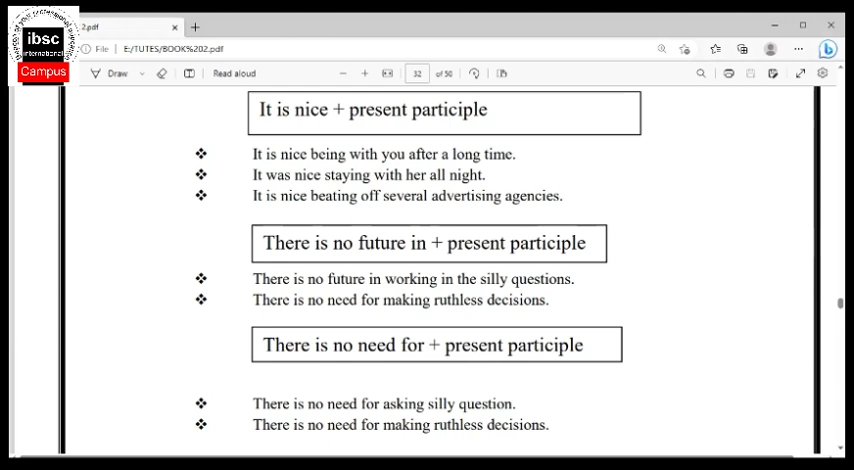 2.pdf
ibsc
international
Campus
File E:/TUTES/BOOK%202.pdf
Draw Read aloud 32 of 50
It is nice + present participle
❖ It is nice being with you after a long time.
❖ It was nice staying with her all night.
❖ It is nice beating off several advertising agencies.
There is no future in + present participle
❖ There is no future in working in the silly questions.
❖ There is no need for making ruthless decisions.
There is no need for + present participle
❖ There is no need for asking silly question.
❖ There is no need for making ruthless decisions.